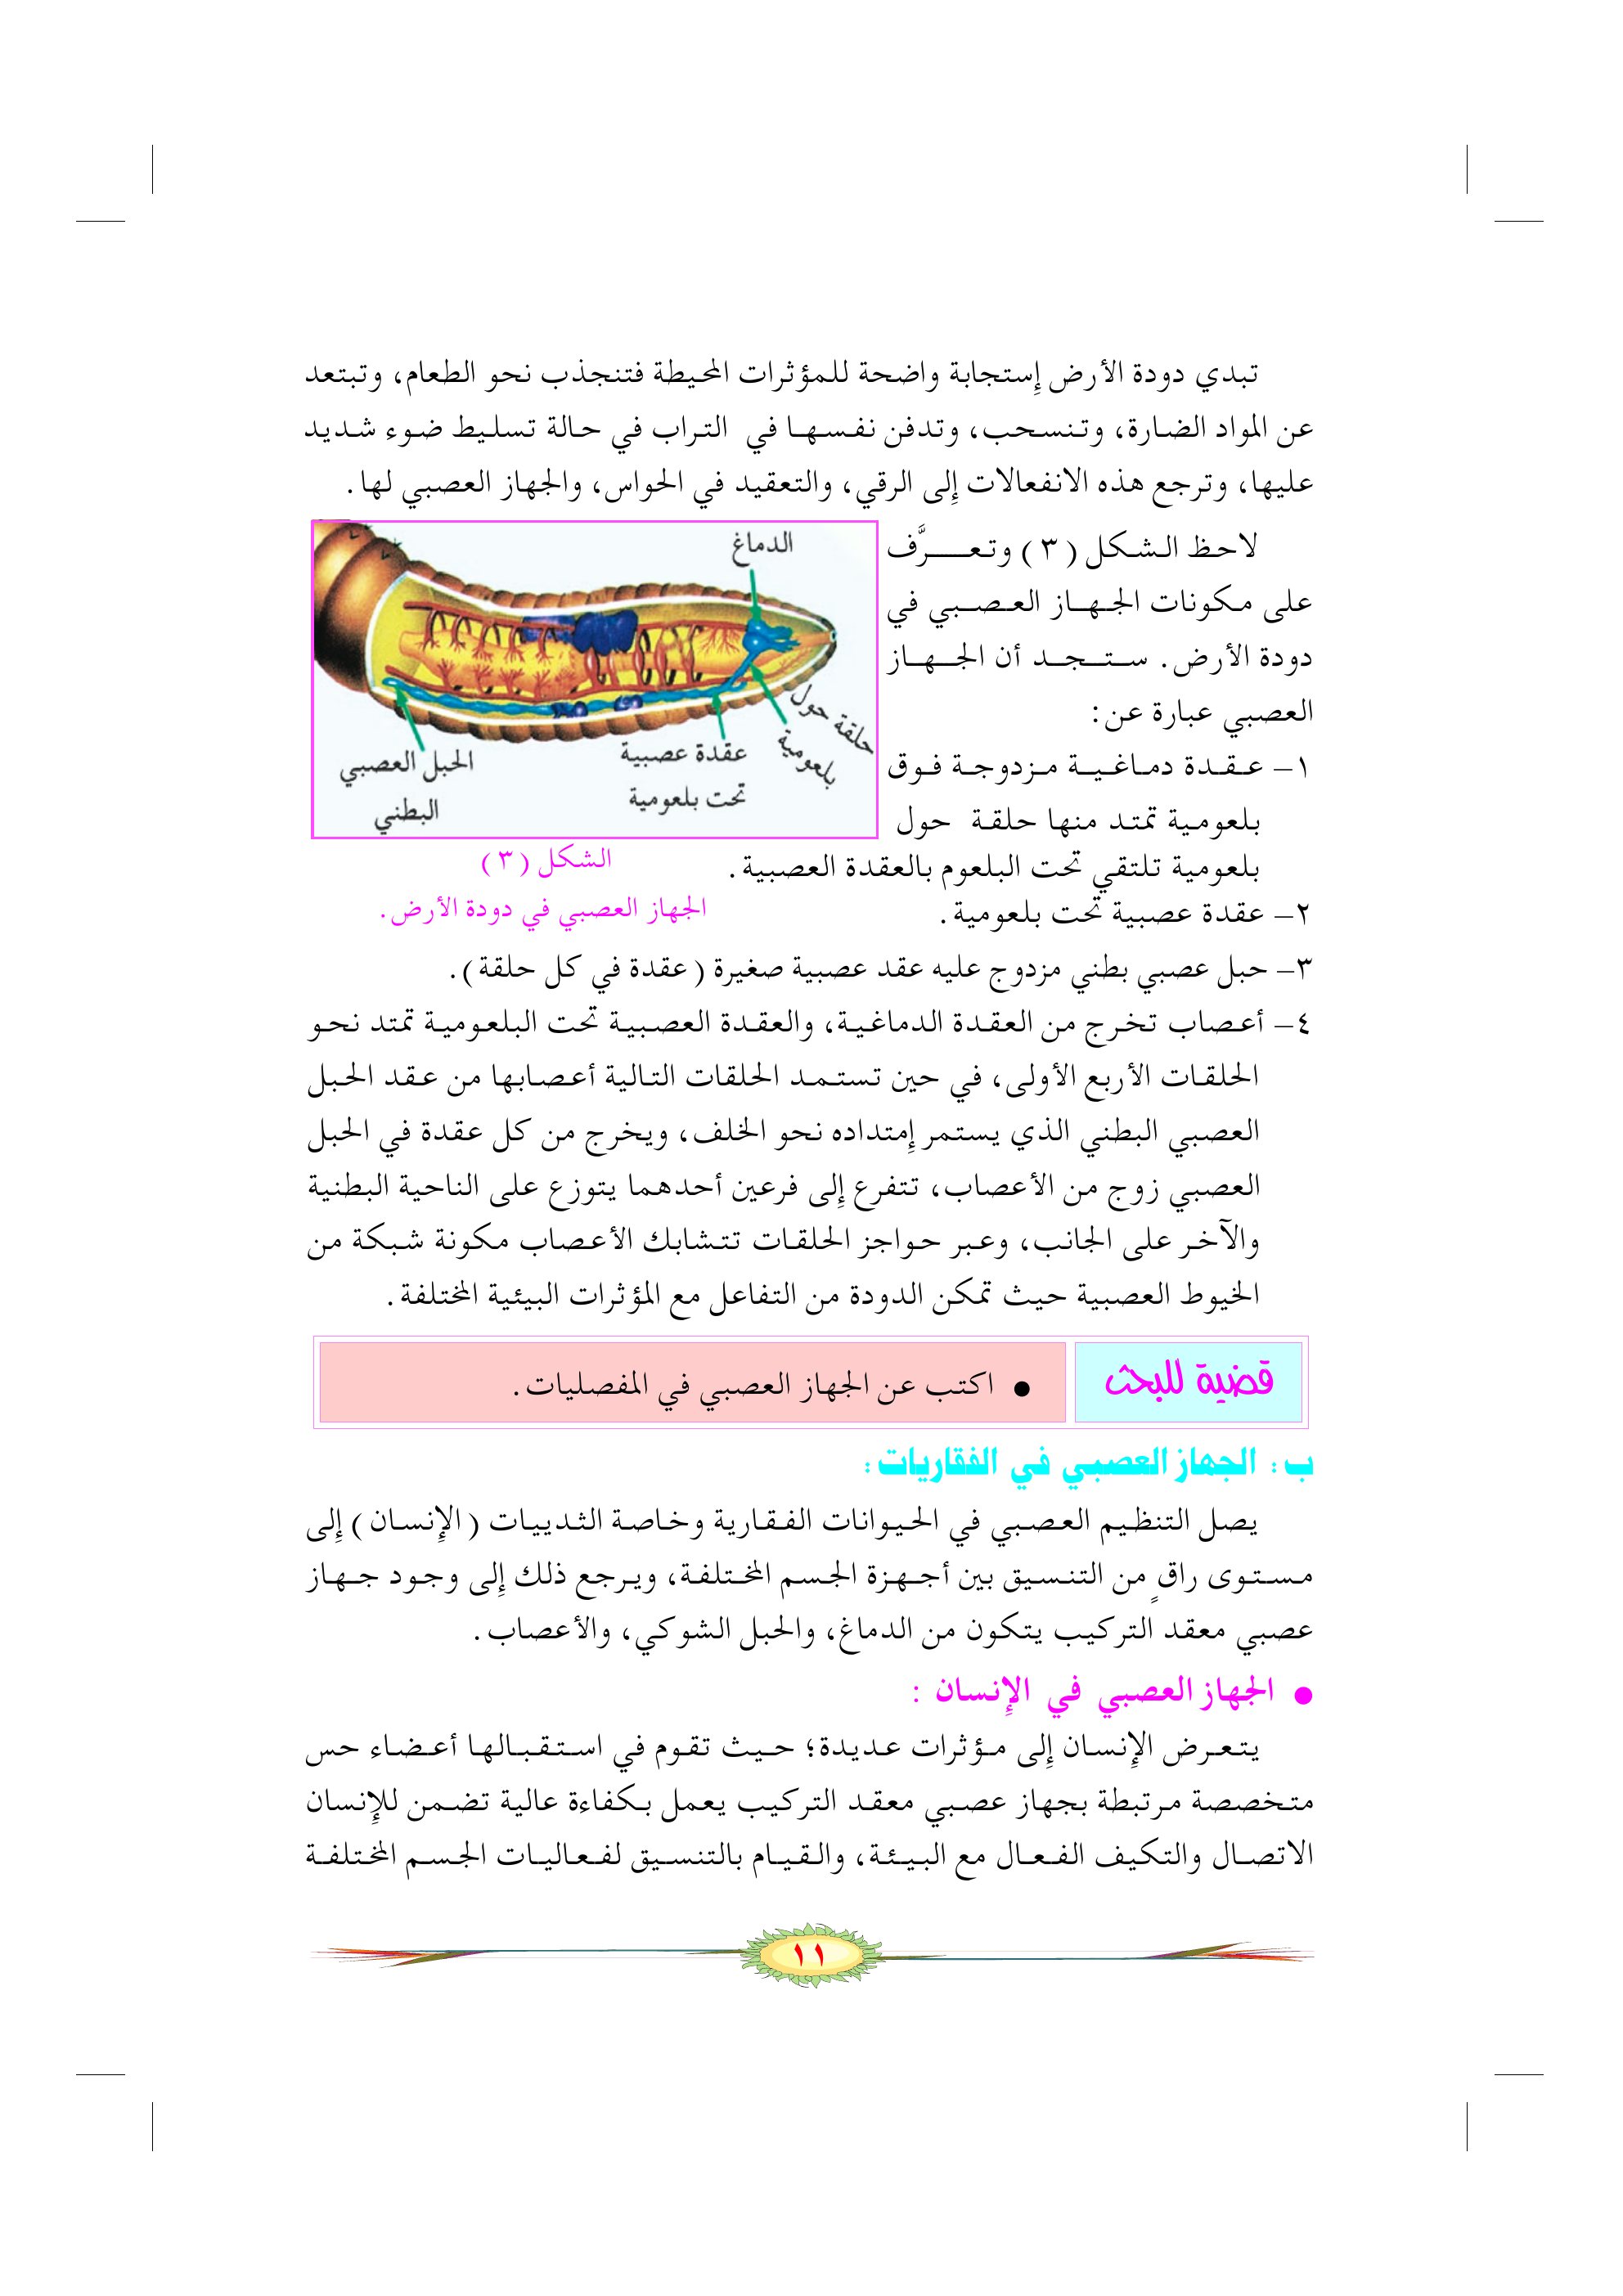 تبدي دودة الأرض إستجابة واضحة للمؤثرات المحيطة فتنجذب نحو الطعام، وتبتعد
عن المواد الضارة، وتنسحب، وتدفن نفسها في التراب في حالة تسليط ضوء شديد
عليها، وترجع هذه الانفعالات إلى الرقي، والتعقيد في الحواس، والجهاز العصبي لها.
لاحظ الشكل (٣) وتعرَّف
على مكونات الجهاز العصبي في
دودة الأرض. ستجد أن الجهاز
العصبي عبارة عن:
١– عقدة دماغية مزدوجة فوق
بلعومية تمتد منها حلقة حول
بلعومية تلتقي تحت البلعوم بالعقدة العصبية.
٢– عقدة عصبية تحت بلعومية.
الدماغ
حلقة حول
بلعومية
عقدة عصبية
تحت بلعومية
الحبل العصبي
البطني
الشكل (٣)
الجهاز العصبي في دودة الأرض.
٣– حبل عصبي بطني مزدوج عليه عقد عصبية صغيرة (عقدة في كل حلقة).
٤– أعصاب تخرج من العقدة الدماغية، والعقدة العصبية تحت البلعومية تمتد نحو
الحلقات الأربع الأولى، في حين تستمد الحلقات التالية أعصابها من عقد الحبل
العصبي البطني الذي يستمر إمتداده نحو الخلف، ويخرج من كل عقدة في الحبل
العصبي زوج من الأعصاب، تتفرع إلى فرعين أحدهما يتوزع على الناحية البطنية
والآخر على الجانب، وعبر حواجز الحلقات تتشابك الأعصاب مكونة شبكة من
الخيوط العصبية حيث تمكن الدودة من التفاعل مع المؤثرات البيئية المختلفة.
قضية للبحث
● اكتب عن الجهاز العصبي في المفصليات.
ب: الجهاز العصبي في الفقاريات:
يصل التنظيم العصبي في الحيوانات الفقارية وخاصة الثدييات (الإنسان) إلى
مستوى راقٍ من التنسيق بين أجهزة الجسم المختلفة، ويرجع ذلك إلى وجود جهاز
عصبي معقد التركيب يتكون من الدماغ، والحبل الشوكي، والأعصاب.
● الجهاز العصبي في الإنسان :
يتعرض الإنسان إلى مؤثرات عديدة؛ حيث تقوم في استقبالها أعضاء حس
متخصصة مرتبطة بجهاز عصبي معقد التركيب يعمل بكفاءة عالية تضمن للإنسان
الاتصال والتكيف الفعال مع البيئة، والقيام بالتنسيق لفعاليات الجسم المختلفة
١١